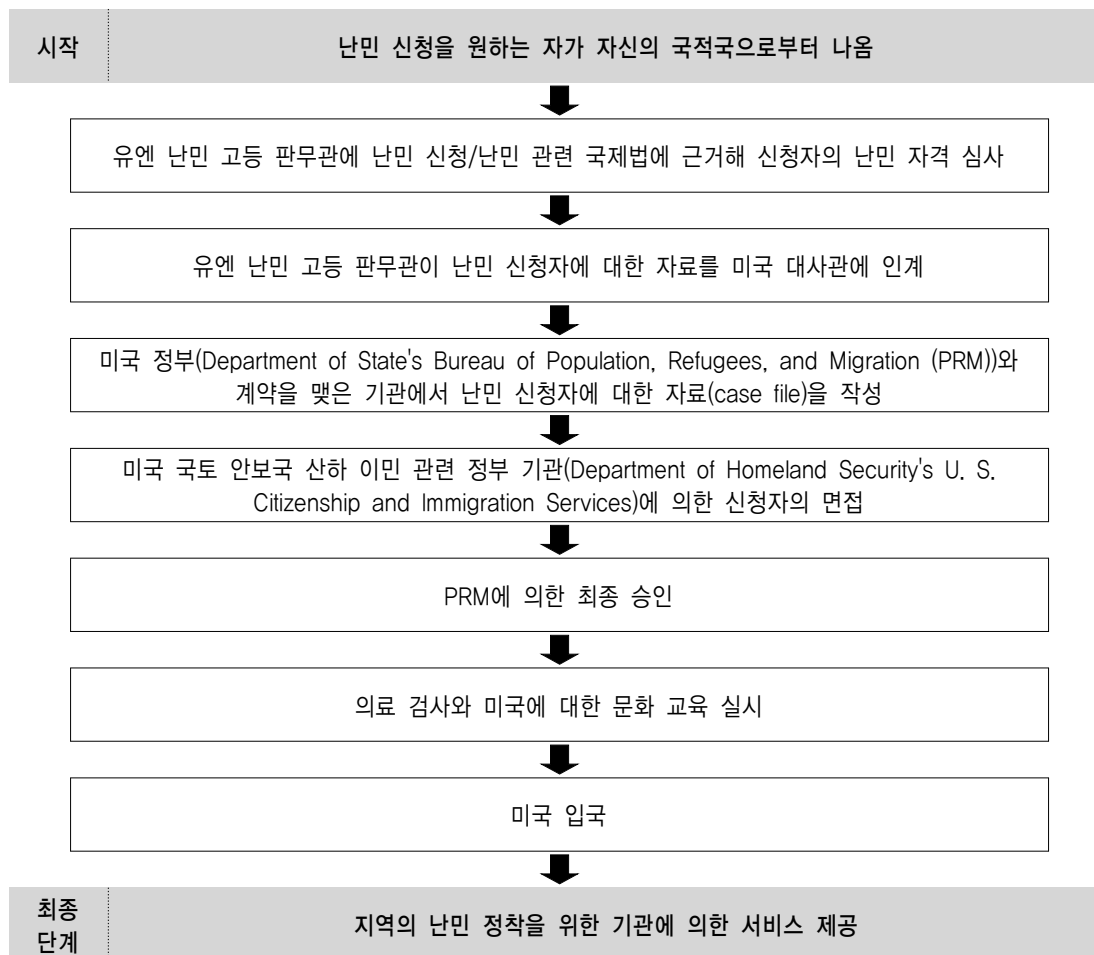 시작
난민 신청을 원하는 자가 자신의 국적국으로부터 나옴
유엔 난민 고등 판무관에 난민 신청/난민 관련 국제법에 근거해 신청자의 난민 자격 심사
유엔 난민 고등 판무관이 난민 신청자에 대한 자료를 미국 대사관에 인계
미국 정부(Department of State's Bureau of Population, Refugees, and Migration (PRM))와
계약을 맺은 기관에서 난민 신청자에 대한 자료(case file)을 작성
미국 국토 안보국 산하 이민 관련 정부 기관(Department of Homeland Security's U. S.
Citizenship and Immigration Services)에 의한 신청자의 면접
PRM에 의한 최종 승인
의료 검사와 미국에 대한 문화 교육 실시
미국 입국
최종
단계
지역의 난민 정착을 위한 기관에 의한 서비스 제공